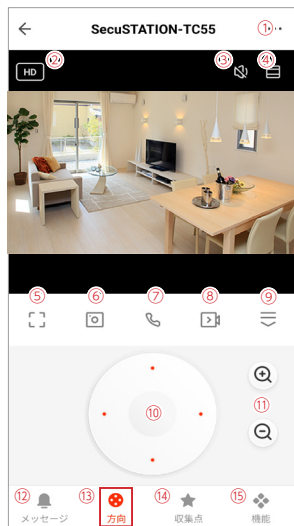 SecuSTATION-TC55 ①
HD ② ③ ④
⑤ ⑥ ⑦ ⑧ ⑨
⑩ ⑪
⑫ ⑬ ⑭ ⑮
メッセージ 方向 収集点 機能